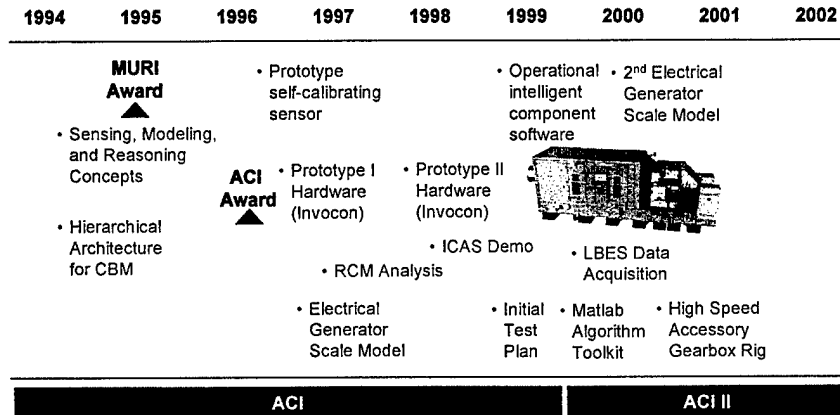 1994 1995 1996 1997 1998 1999 2000 2001 2002
MURI
Award
• Sensing, Modeling,
and Reasoning
Concepts
• Hierarchical
Architecture
for CBM
ACI
Award
• Prototype
self-calibrating
sensor
• Prototype I
Hardware
(Invocon)
• Prototype II
Hardware
(Invocon)
• ICAS Demo
• RCM Analysis
• Electrical
Generator
Scale Model
• Operational
intelligent
component
software
• 2nd Electrical
Generator
Scale Model
• LBES Data
Acquisition
• Initial
Test
Plan
• Matlab
Algorithm
Toolkit
• High Speed
Accessory
Gearbox Rig
ACI
ACI II